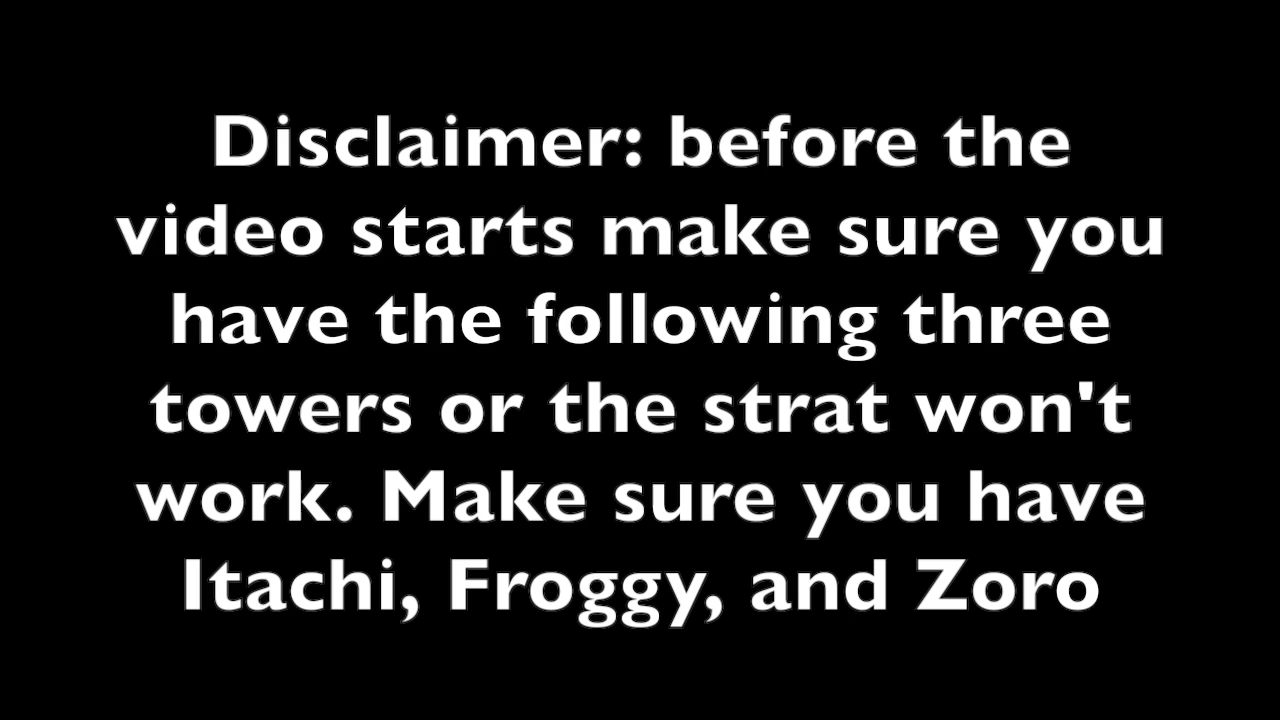 Disclaimer: before the
video starts make sure you
have the following three
towers or the strat won't
work. Make sure you have
Itachi, Froggy, and Zoro